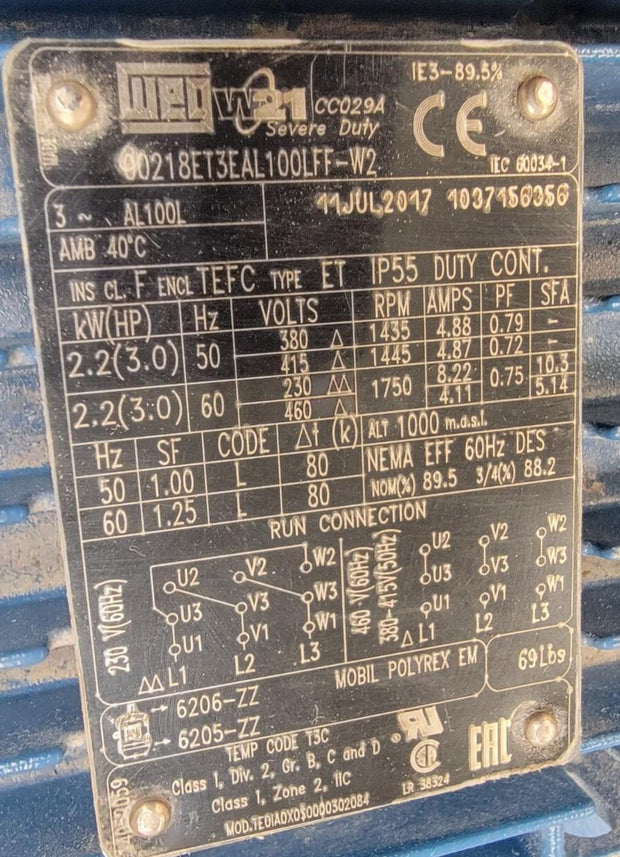 WEG W21 CC029A IE3-89.5%
Severe Duty CE
00218ET3EAL100LFF-W2 IEC 60034-1
3 ~ AL100L 11JUL2017 1037156356
AMB 40°C
INS CL. F ENCL TEFC TYPE ET IP55 DUTY CONT.
kW(HP) Hz VOLTS RPM AMPS PF SFA
2.2(3.0) 50 380 Δ 1435 4.88 0.79 -
415 Δ 1445 4.87 0.72 -
2.2(3.0) 60 230 ΔΔ 1750 8.22 0.75 10.3
460 Δ 4.11 5.14
Hz SF CODE Δt (k) ALT 1000 m.a.s.l.
50 1.00 L 80 NEMA EFF 60Hz DES
60 1.25 L 80 NOM(%) 89.5 3/4(%) 88.2
RUN CONNECTION
230 V(60Hz) U2 V2 W2 460 V(60Hz) 380-415V(50Hz) U2 V2 W2
U3 V3 W3 U3 V3 W3
U1 V1 W1 U1 V1 W1
ΔΔ L1 L2 L3 Δ L1 L2 L3
MOBIL POLYREX EM 69Lbs
6206-ZZ
6205-ZZ
TEMP CODE T3C
Class I, Div. 2, Gr. B, C and D
Class I, Zone 2, IIC
LR 38324
EAC
MOD.TE01A0X0$0000302084